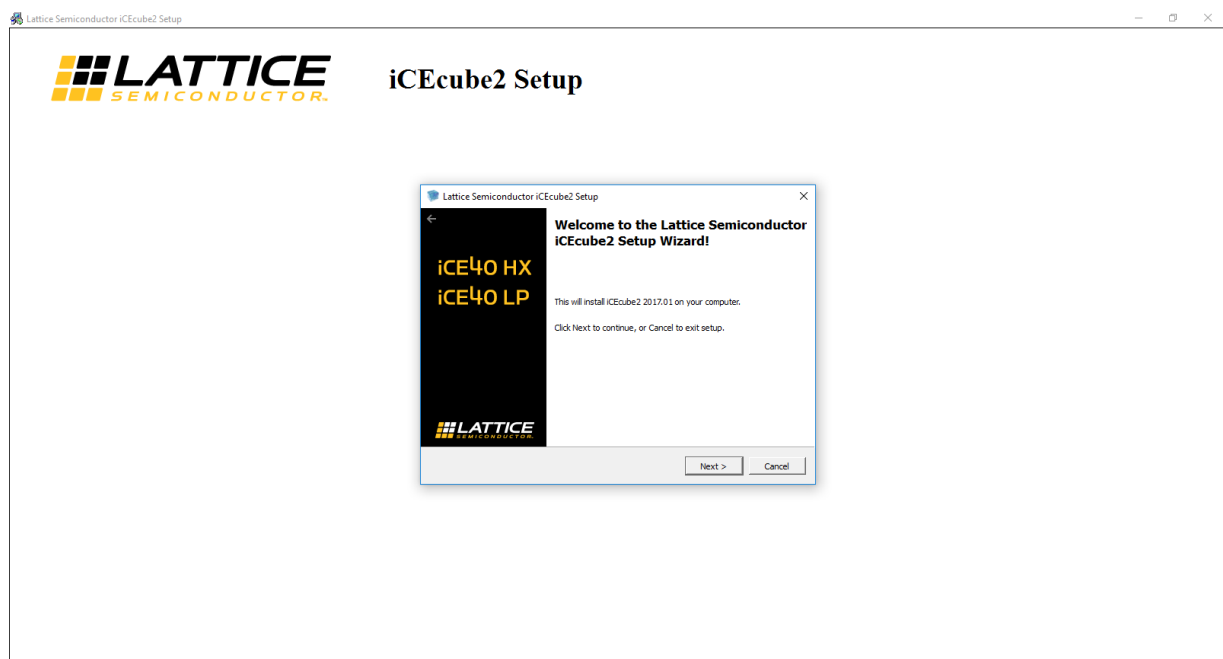 Lattice Semiconductor iCEcube2 Setup
LATTICE
SEMICONDUCTOR™
iCEcube2 Setup
Lattice Semiconductor iCEcube2 Setup
iCE40 HX
iCE40 LP
LATTICE
SEMICONDUCTOR.
Welcome to the Lattice Semiconductor
iCEcube2 Setup Wizard!
This will install iCEcube2 2017.01 on your computer.
Click Next to continue, or Cancel to exit setup.
Next >
Cancel